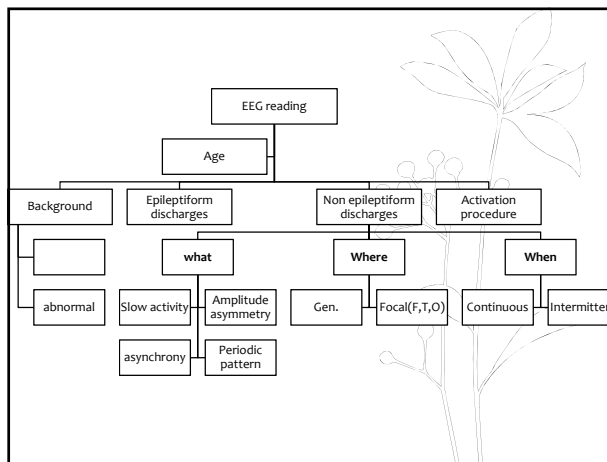 EEG reading
Age
Background
Epileptiform
discharges
Non epileptiform
discharges
Activation
procedure
what
Where
When
abnormal
Slow activity
Amplitude
asymmetry
Gen.
Focal(F,T,O)
Continuous
Intermitten
asynchrony
Periodic
pattern